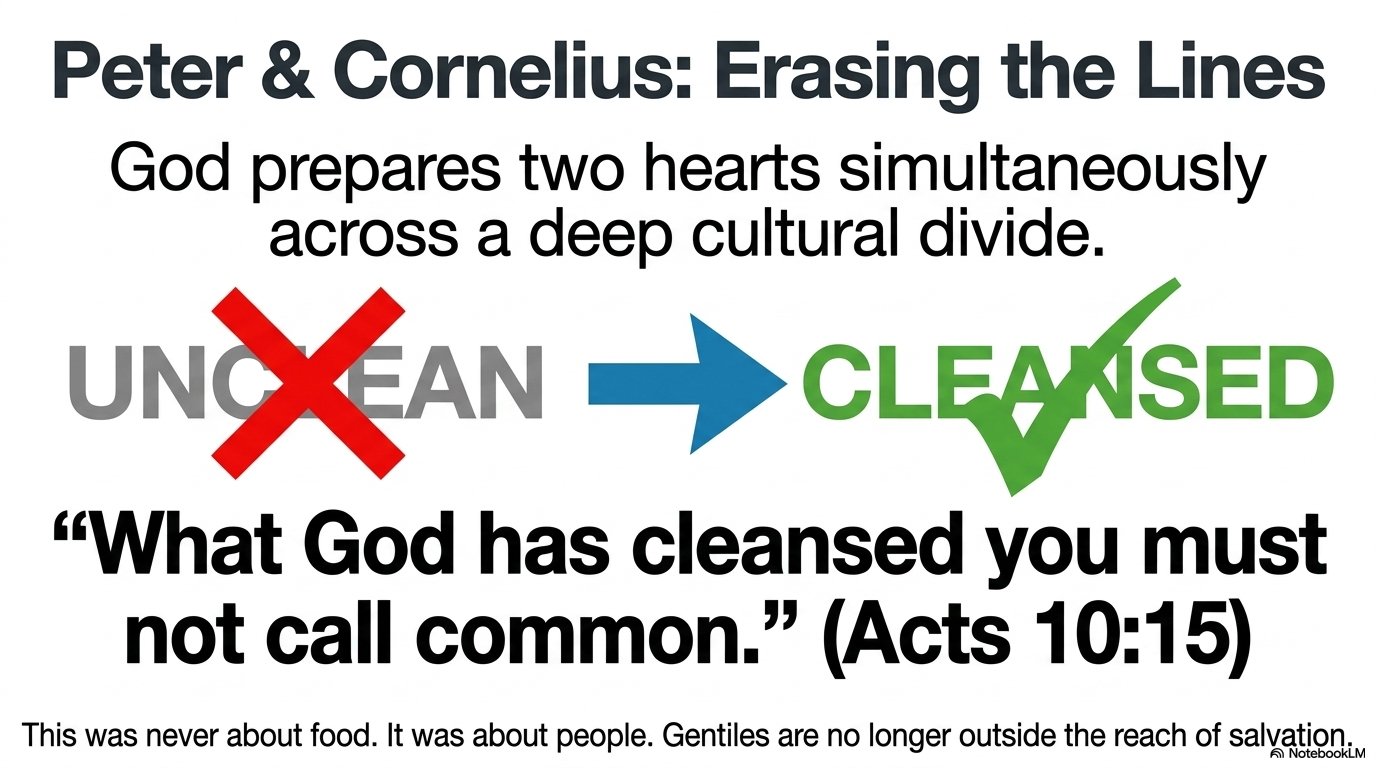 Peter & Cornelius: Erasing the Lines
God prepares two hearts simultaneously
across a deep cultural divide.
UNCLEAN CLEANSED
“What God has cleansed you must
not call common.” (Acts 10:15)
This was never about food. It was about people. Gentiles are no longer outside the reach of salvation.
NotebookLM